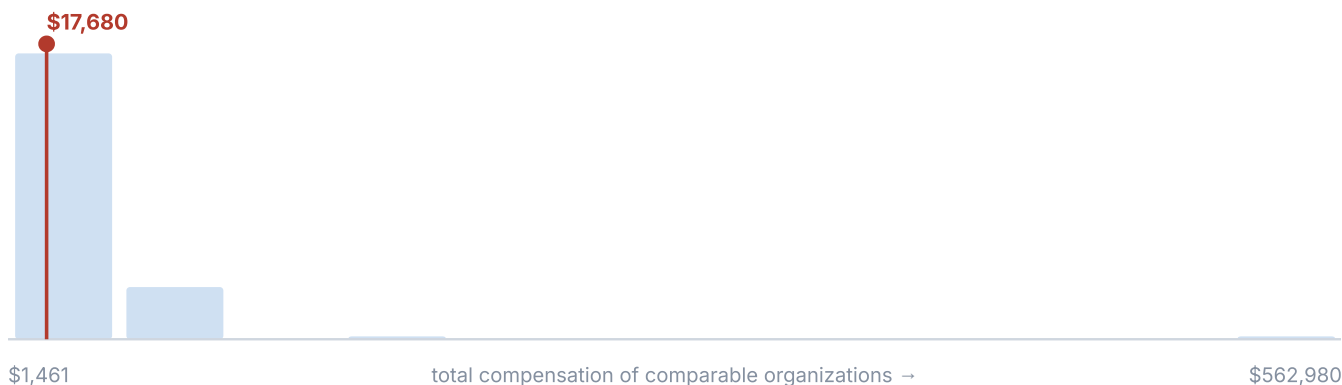 $17,680
$1,461 total compensation of comparable organizations → $562,980